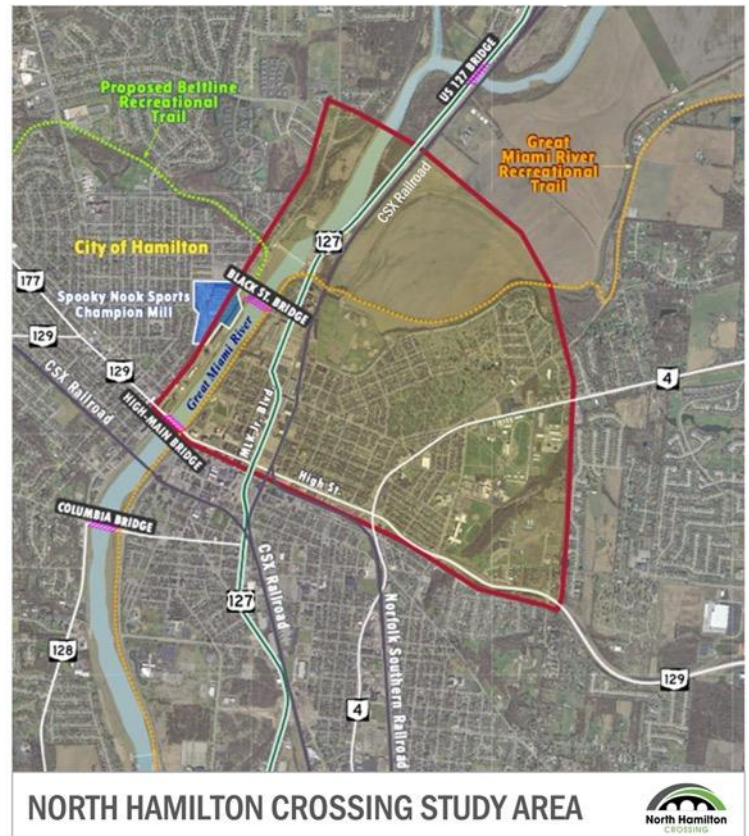 US 127 BRIDGE
Proposed Beltline
Recreational
Trail
Great
Miami River
Recreational
Trail
CSX Railroad
127
City of Hamilton
177
BLACK ST. BRIDGE
Spooky Nook Sports
Champion Mill
129
Great Miami River
129
4
CSX Railroad
HIGH-MAIN BRIDGE
MLK Jr. Blvd
High St.
COLUMBIA BRIDGE
CSX Railroad
127
Norfolk Southern Railroad
128
129
4
NORTH HAMILTON CROSSING STUDY AREA
North Hamilton
CROSSING